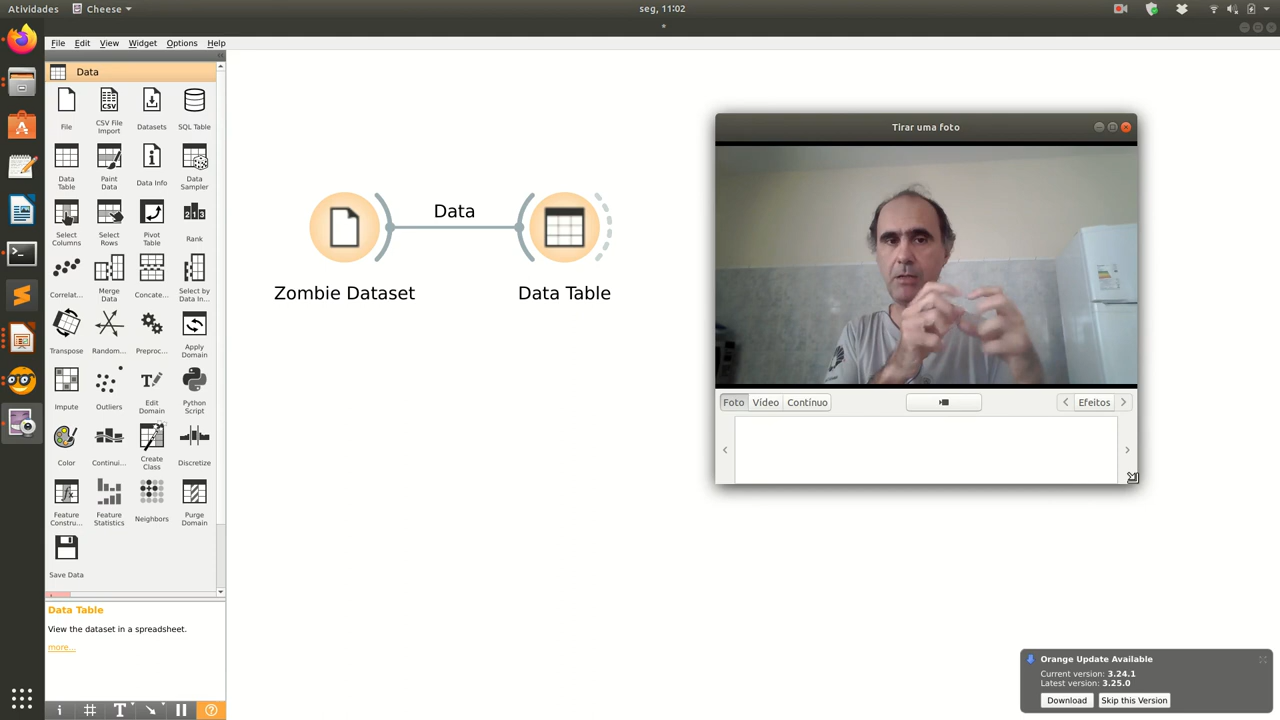 Atividades
Cheese
seg, 11:02
File Edit View Widget Options Help
Data
File
CSV File Import
Datasets
SQL Table
Data Table
Paint Data
Data Info
Data Sampler
Select Columns
Select Rows
Pivot Table
Rank
Correlat...
Merge Data
Concate...
Select by Data In...
Transpose
Random...
Preproc...
Apply Domain
Impute
Outliers
Edit Domain
Python Script
Color
Continui...
Create Class
Discretize
Feature Constru...
Feature Statistics
Neighbors
Purge Domain
Save Data
Data Table
View the dataset in a spreadsheet.
more...
Data
Zombie Dataset
Data Table
Tirar uma foto
Foto Vídeo Contínuo
Efeitos
Orange Update Available
Current version: 3.24.1
Latest version: 3.25.0
Download Skip this Version